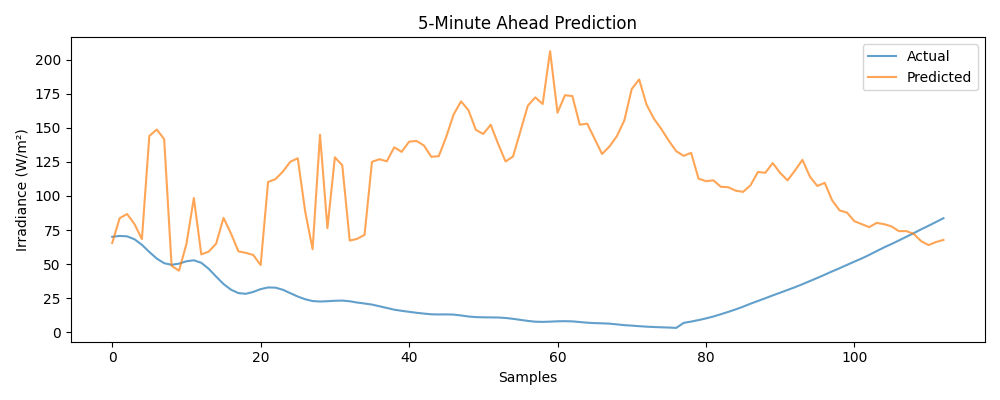 5-Minute Ahead Prediction
Actual
Predicted
200
175
150
125
100
75
50
25
0
Irradiance (W/m²)
0 20 40 60 80 100
Samples